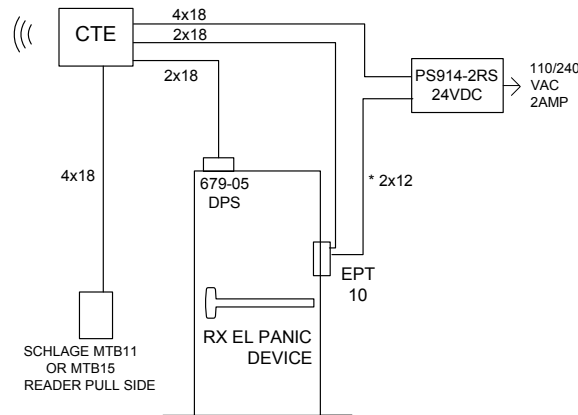 4x18
CTE
2x18
2x18
PS914-2RS
24VDC
110/240
VAC
2AMP
4x18
679-05
DPS
* 2x12
EPT
10
RX EL PANIC
DEVICE
SCHLAGE MTB11
OR MTB15
READER PULL SIDE